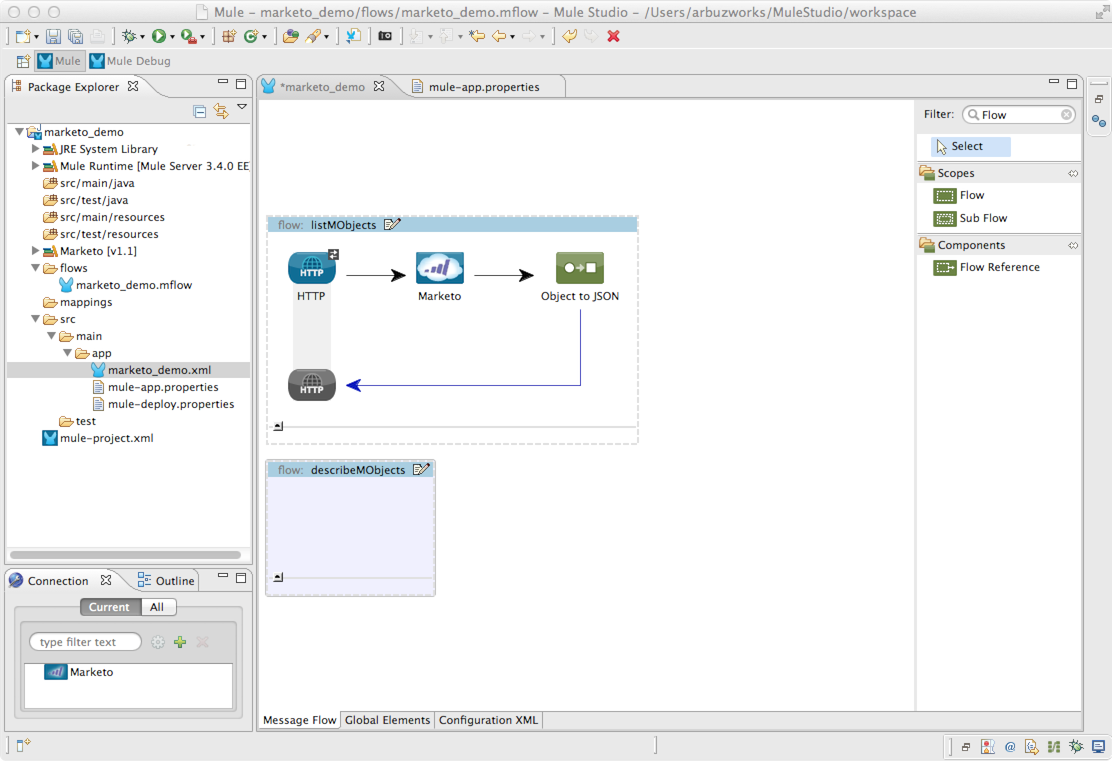 Mule – marketo_demo/flows/marketo_demo.mflow – Mule Studio – /Users/arbuzworks/MuleStudio/workspace
Mule
Mule Debug
Package Explorer
marketo_demo
JRE System Library
Mule Runtime [Mule Server 3.4.0 EE
src/main/java
src/test/java
src/main/resources
src/test/resources
Marketo [v1.1]
flows
marketo_demo.mflow
mappings
src
main
app
marketo_demo.xml
mule-app.properties
mule-deploy.properties
test
mule-project.xml
Connection
Outline
Current
All
type filter text
Marketo
*marketo_demo
mule-app.properties
flow: listMObjects
HTTP
HTTP
Marketo
Object to JSON
HTTP
flow: describeMObjects
Message Flow
Global Elements
Configuration XML
Filter:
Flow
Select
Scopes
Flow
Sub Flow
Components
Flow Reference